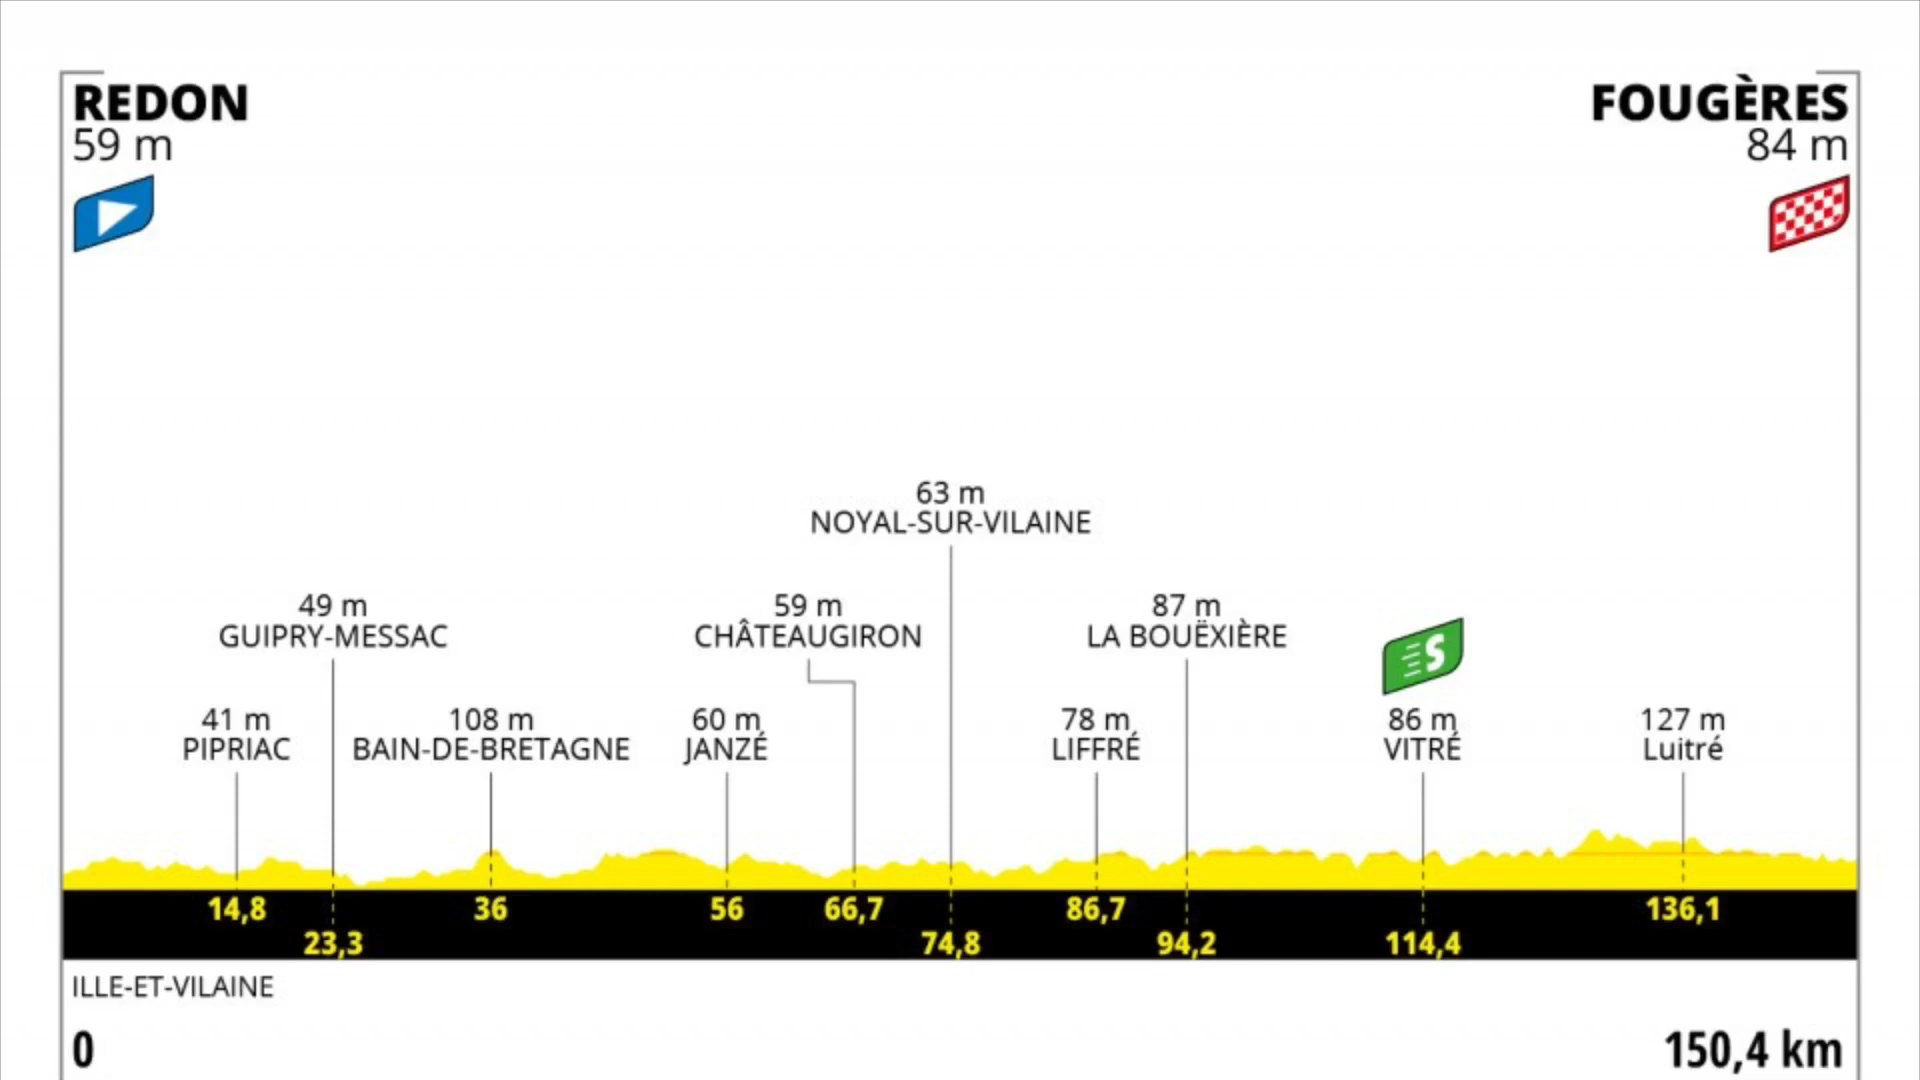 REDON
59 m
FOUGÈRES
84 m
63 m
NOYAL-SUR-VILAINE
49 m
GUIPRY-MESSAC
59 m
CHÂTEAUGIRON
87 m
LA BOUËXIÈRE
S
41 m
PIPRIAC
108 m
BAIN-DE-BRETAGNE
60 m
JANZÉ
78 m
LIFFRÉ
86 m
VITRÉ
127 m
Luitré
14,8
23,3
36
56
66,7
74,8
86,7
94,2
114,4
136,1
ILLE-ET-VILAINE
0
150,4 km